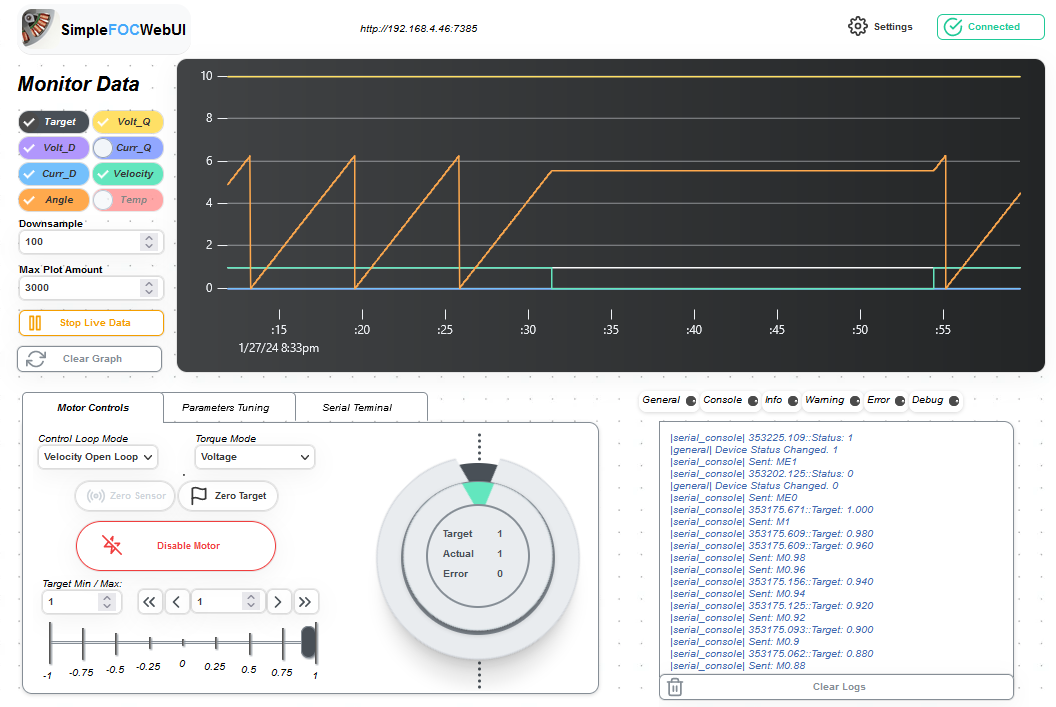 SimpleFOCWebUI
http://192.168.4.46:7385
Settings
Connected
Monitor Data
Target
Volt_Q
Volt_D
Curr_Q
Curr_D
Velocity
Angle
Temp
Downsample
100
Max Plot Amount
3000
Stop Live Data
Clear Graph
10
8
6
4
2
0
:15
:20
:25
:30
:35
:40
:45
:50
:55
1/27/24 8:33pm
Motor Controls
Parameters Tuning
Serial Terminal
Control Loop Mode
Torque Mode
Velocity Open Loop
Voltage
Zero Sensor
Zero Target
Disable Motor
Target Min / Max:
1
1
-1
-0.75
-0.5
-0.25
0
0.25
0.5
0.75
1
Target 1
Actual 1
Error 0
General
Console
Info
Warning
Error
Debug
|serial_console| 353225.109::Status: 1
|general| Device Status Changed. 1
|serial_console| Sent: ME1
|serial_console| 353202.125::Status: 0
|general| Device Status Changed. 0
|serial_console| Sent: ME0
|serial_console| 353175.671::Target: 1.000
|serial_console| Sent: M1
|serial_console| 353175.609::Target: 0.980
|serial_console| 353175.609::Target: 0.960
|serial_console| Sent: M0.98
|serial_console| Sent: M0.96
|serial_console| 353175.156::Target: 0.940
|serial_console| Sent: M0.94
|serial_console| 353175.125::Target: 0.920
|serial_console| Sent: M0.92
|serial_console| 353175.093::Target: 0.900
|serial_console| Sent: M0.9
|serial_console| 353175.062::Target: 0.880
|serial_console| Sent: M0.88
Clear Logs